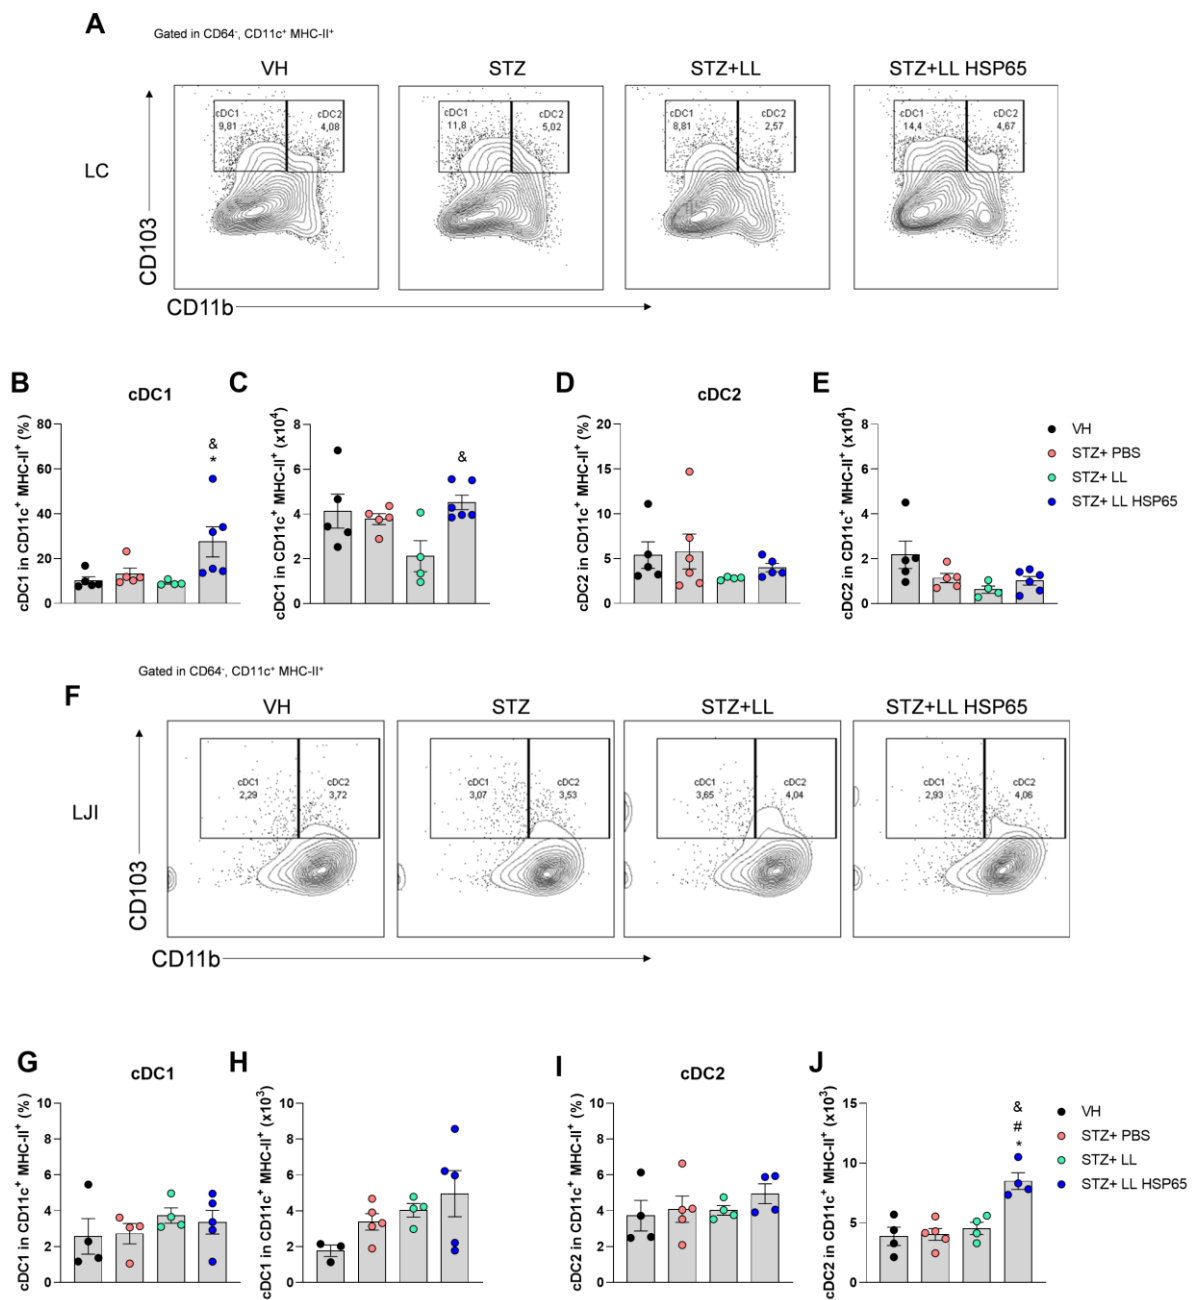 A
Gated in CD64⁻, CD11c⁺ MHC-II⁺
VH STZ STZ+LL STZ+LL HSP65
cDC1 9,81 cDC2 4,08
cDC1 11,8 cDC2 5,02
cDC1 8,81 cDC2 2,57
cDC1 14,4 cDC2 4,67
LC
CD103
CD11b
B
cDC1
cDC1 in CD11c⁺ MHC-II⁺ (%)
80
60
40
20
0
&
*
C
cDC1 in CD11c⁺ MHC-II⁺ (x10⁴)
8
6
4
2
0
&
D
cDC2
cDC2 in CD11c⁺ MHC-II⁺ (%)
20
15
10
5
0
E
cDC2 in CD11c⁺ MHC-II⁺ (x10⁴)
8
6
4
2
0
VH
STZ+ PBS
STZ+ LL
STZ+ LL HSP65
F
Gated in CD64⁻, CD11c⁺ MHC-II⁺
VH STZ STZ+LL STZ+LL HSP65
cDC1 2,29 cDC2 3,72
cDC1 3,07 cDC2 3,53
cDC1 3,65 cDC2 4,04
cDC1 2,93 cDC2 4,06
LJI
CD103
CD11b
G
cDC1
cDC1 in CD11c⁺ MHC-II⁺ (%)
10
8
6
4
2
0
H
cDC1 in CD11c⁺ MHC-II⁺ (x10³)
10
8
6
4
2
0
I
cDC2
cDC2 in CD11c⁺ MHC-II⁺ (%)
10
8
6
4
2
0
J
cDC2 in CD11c⁺ MHC-II⁺ (x10³)
15
10
5
0
&
#
*
VH
STZ+ PBS
STZ+ LL
STZ+ LL HSP65